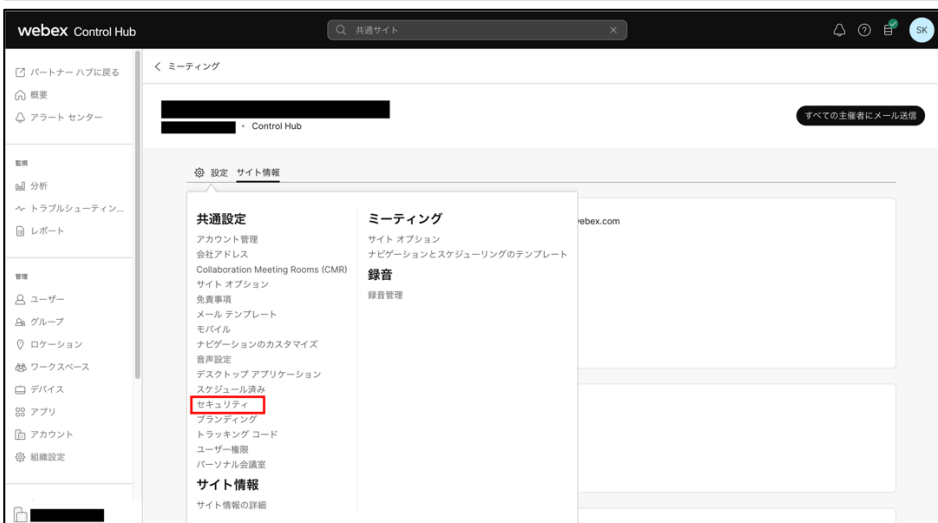 webex Control Hub
共通サイト
SK
パートナー ハブに戻る
概要
アラート センター
監視
分析
トラブルシューティン...
レポート
管理
ユーザー
グループ
ロケーション
ワークスペース
デバイス
アプリ
アカウント
組織設定
ミーティング
Control Hub
すべての主催者にメール送信
設定 サイト情報
共通設定
アカウント管理
会社アドレス
Collaboration Meeting Rooms (CMR)
サイト オプション
免責事項
メール テンプレート
モバイル
ナビゲーションのカスタマイズ
音声設定
デスクトップ アプリケーション
スケジュール済み
セキュリティ
ブランディング
トラッキング コード
ユーザー権限
パーソナル会議室
サイト情報
サイト情報の詳細
ミーティング
サイト オプション
ナビゲーションとスケジューリングのテンプレート
録音
録音管理
ebex.com